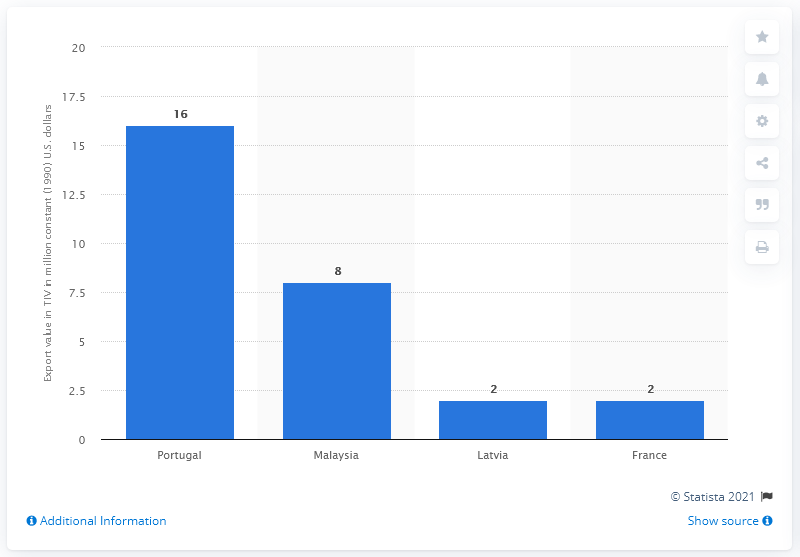 20
17.5
15
12.5
10
7.5
5
2.5
0
Export value in TIV in million constant (1990) U.S. dollars
16
8
2
2
Portugal
Malaysia
Latvia
France
© Statista 2021
Additional Information
Show source